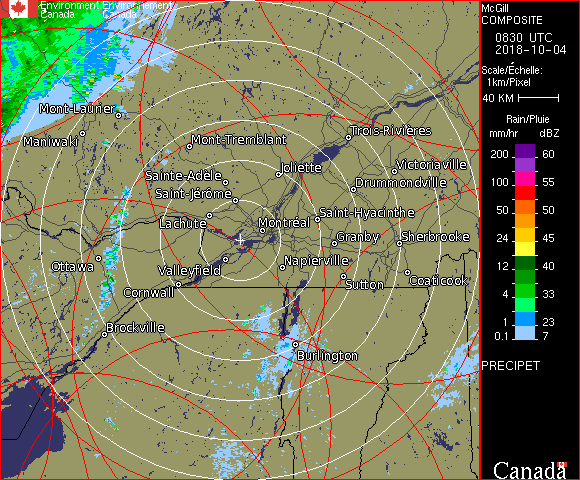 Environment Environnement
Canada Canada
Mont-Laurier
Maniwaki
Mont-Tremblant
Trois-Rivières
Joliette
Victoriaville
Sainte-Adèle
Drummondville
Saint-Jérôme
Saint-Hyacinthe
Lachute
Montréal
Granby
Sherbrooke
Ottawa
Valleyfield
Napierville
Cornwall
Sutton
Coaticook
Brockville
Burlington
McGill
COMPOSITE
0830 UTC
2018-10-04
Scale/Échelle:
1km/Pixel
40 KM
Rain/Pluie
mm/hr dBZ
200 60
100 55
50 50
24 45
12 40
4 33
1 23
0.1 7
PRECIPET
Canada